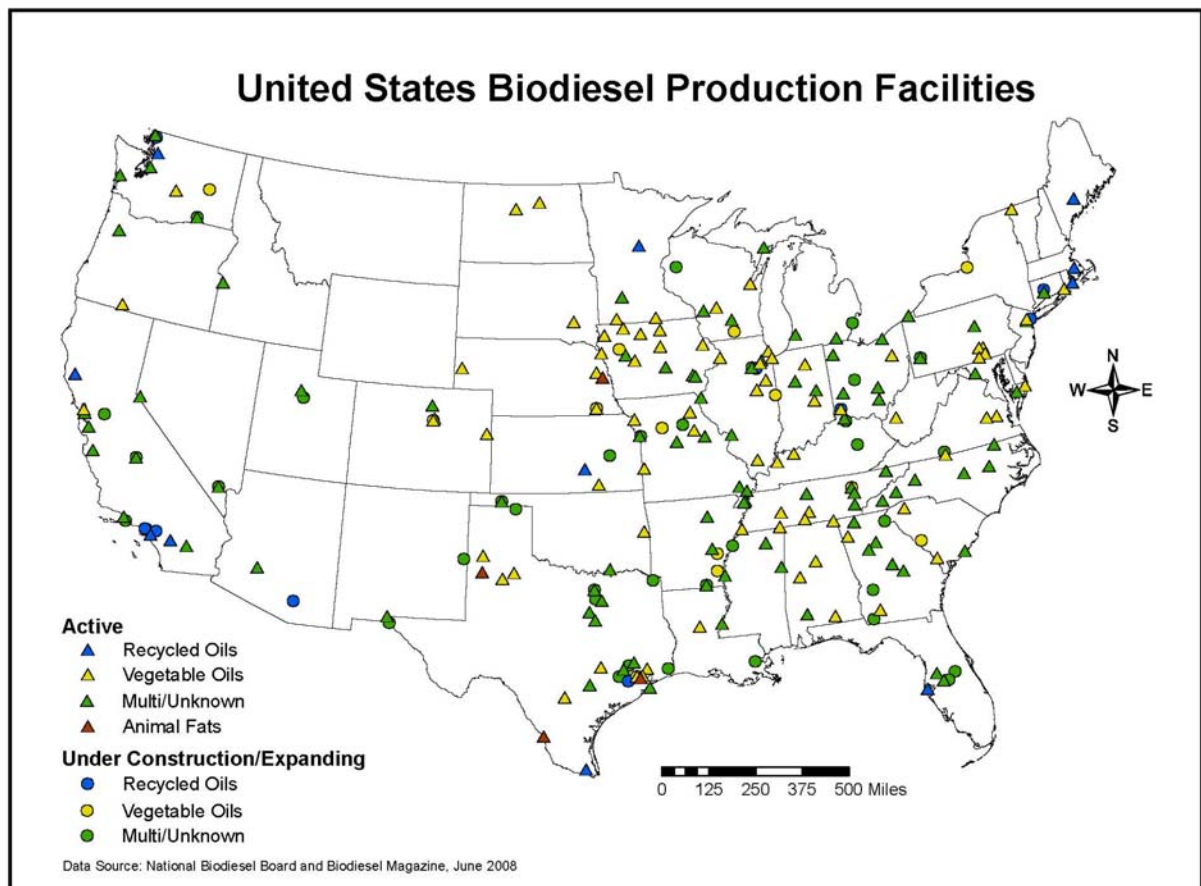 United States Biodiesel Production Facilities
N
W E
S
Active
Recycled Oils
Vegetable Oils
Multi/Unknown
Animal Fats
Under Construction/Expanding
Recycled Oils
Vegetable Oils
Multi/Unknown
0 125 250 375 500 Miles
Data Source: National Biodiesel Board and Biodiesel Magazine, June 2008